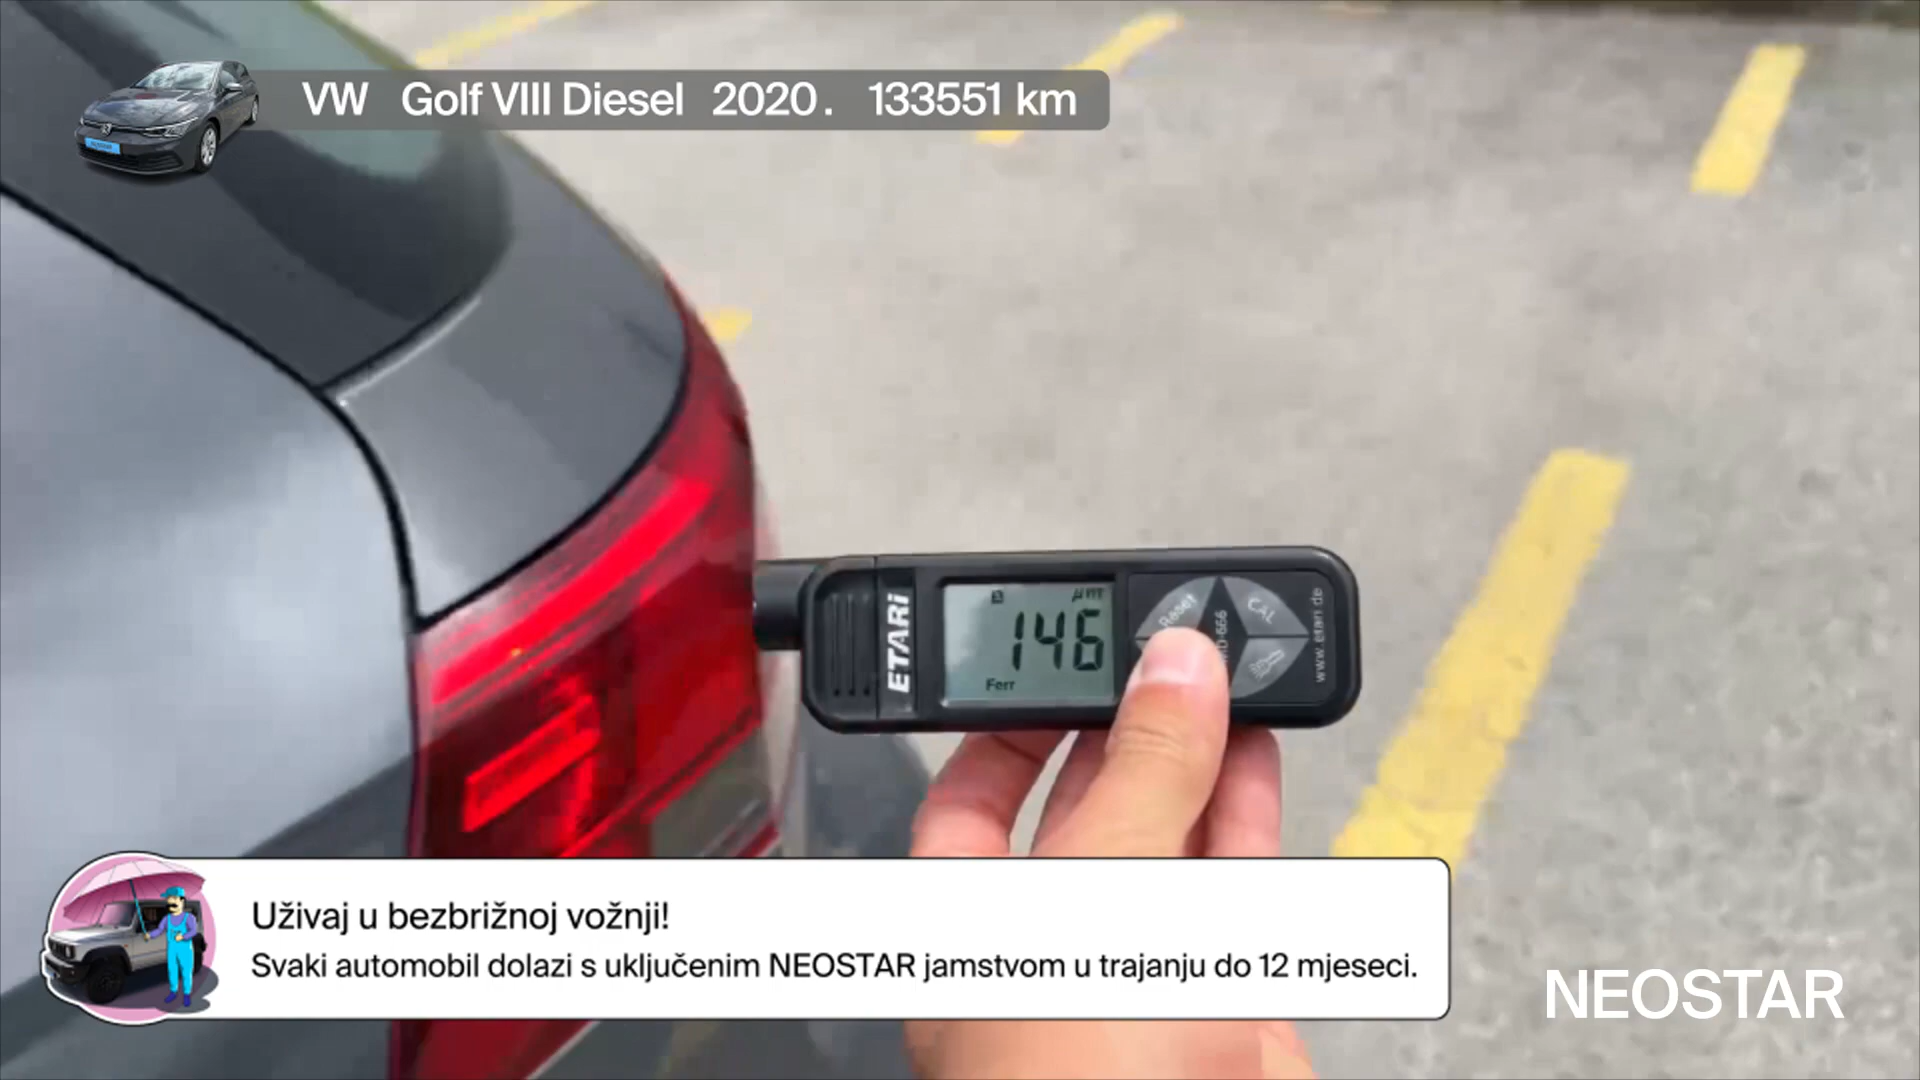 VW Golf VIII Diesel 2020. 133551 km
ETARI
µm
146
Ferr
Reset
CAL
www.etari.de
Uživaj u bezbrižnoj vožnji!
Svaki automobil dolazi s uključenim NEOSTAR jamstvom u trajanju do 12 mjeseci.
NEOSTAR